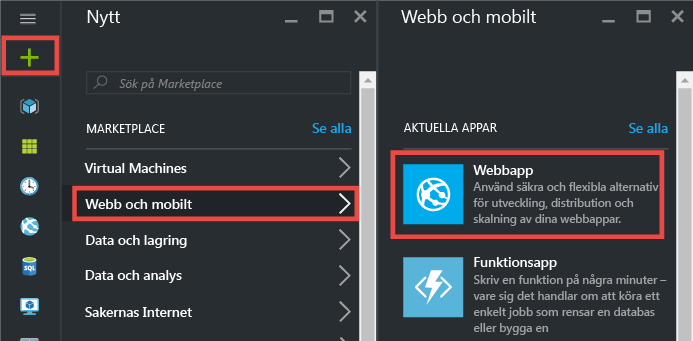 Nytt
Sök på Marketplace
MARKETPLACE
Se alla
Virtual Machines
Webb och mobilt
Data och lagring
Data och analys
Sakernas Internet
SQL
Webb och mobilt
AKTUELLA APPAR
Se alla
Webbapp
Använd säkra och flexibla alternativ
för utveckling, distribution och
skalning av dina webbappar.
Funktionsapp
Skriv en funktion på några minuter –
vare sig det handlar om att köra ett
enkelt jobb som rensar en databas
eller bygga en